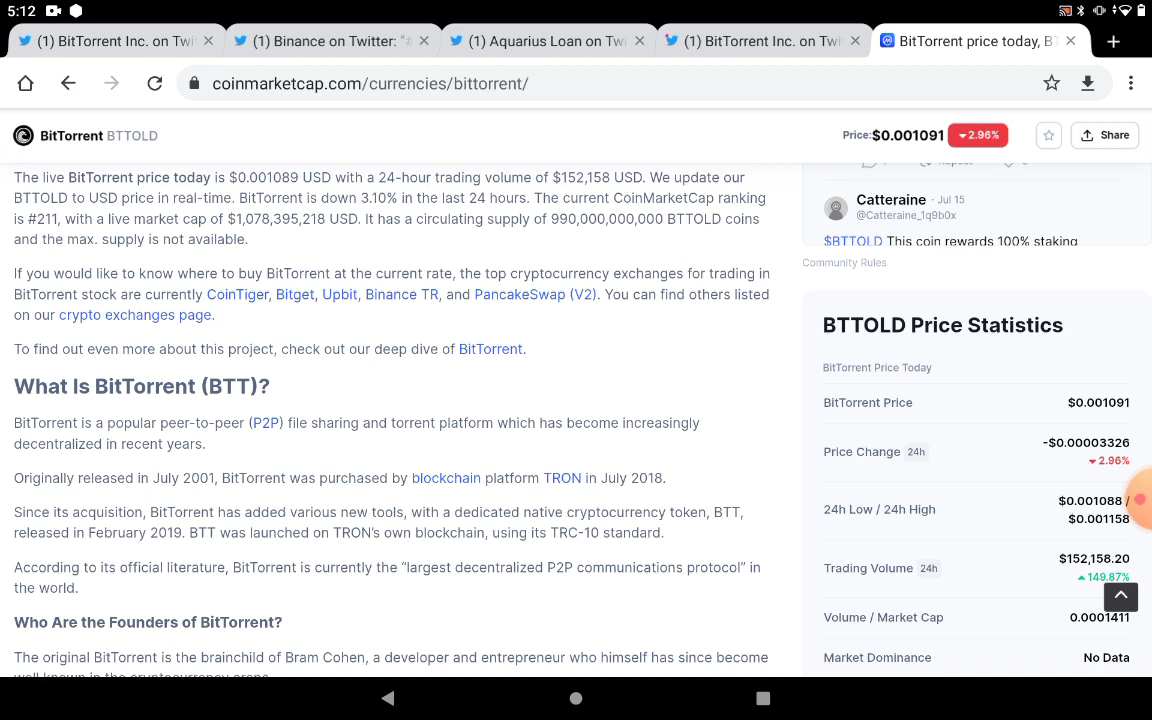 5:12
(1) BitTorrent Inc. on Twi
(1) Binance on Twitter: "#
(1) Aquarius Loan on Twi
(1) BitTorrent Inc. on Twi
BitTorrent price today, BT
coinmarketcap.com/currencies/bittorrent/
BitTorrent BTTOLD
Price:$0.001091
2.96%
Share
The live BitTorrent price today is $0.001089 USD with a 24-hour trading volume of $152,158 USD. We update our
BTTOLD to USD price in real-time. BitTorrent is down 3.10% in the last 24 hours. The current CoinMarketCap ranking
is #211, with a live market cap of $1,078,395,218 USD. It has a circulating supply of 990,000,000,000 BTTOLD coins
and the max. supply is not available.
If you would like to know where to buy BitTorrent at the current rate, the top cryptocurrency exchanges for trading in
BitTorrent stock are currently CoinTiger, Bitget, Upbit, Binance TR, and PancakeSwap (V2). You can find others listed
on our crypto exchanges page.
To find out even more about this project, check out our deep dive of BitTorrent.
What Is BitTorrent (BTT)?
BitTorrent is a popular peer-to-peer (P2P) file sharing and torrent platform which has become increasingly
decentralized in recent years.
Originally released in July 2001, BitTorrent was purchased by blockchain platform TRON in July 2018.
Since its acquisition, BitTorrent has added various new tools, with a dedicated native cryptocurrency token, BTT,
released in February 2019. BTT was launched on TRON's own blockchain, using its TRC-10 standard.
According to its official literature, BitTorrent is currently the “largest decentralized P2P communications protocol” in
the world.
Who Are the Founders of BitTorrent?
The original BitTorrent is the brainchild of Bram Cohen, a developer and entrepreneur who himself has since become
Catteraine · Jul 15
@Catteraine_1q9b0x
$BTTOLD This coin rewards 100% staking
Community Rules
BTTOLD Price Statistics
BitTorrent Price Today
BitTorrent Price
$0.001091
Price Change 24h
-$0.00003326
2.96%
24h Low / 24h High
$0.001088 /
$0.001158
Trading Volume 24h
$152,158.20
149.87%
Volume / Market Cap
0.0001411
Market Dominance
No Data